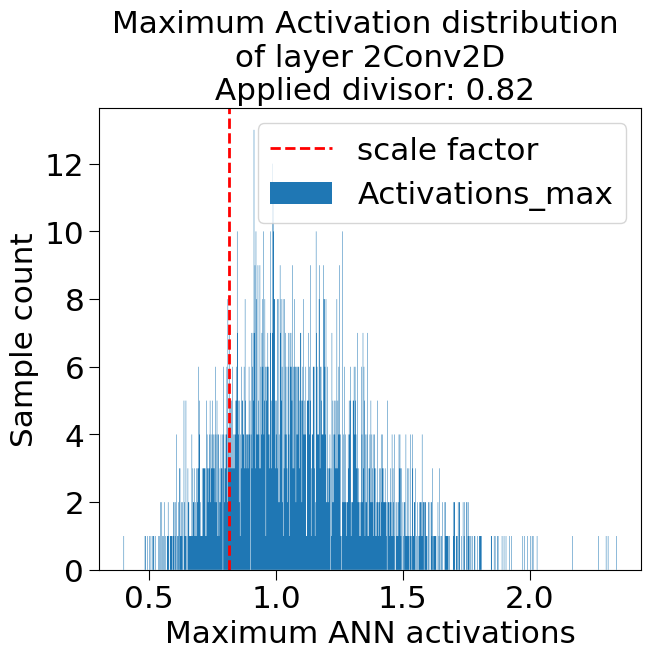 Maximum Activation distribution
of layer 2Conv2D
Applied divisor: 0.82
scale factor
Activations_max
Sample count
12
10
8
6
4
2
0
0.5 1.0 1.5 2.0
Maximum ANN activations